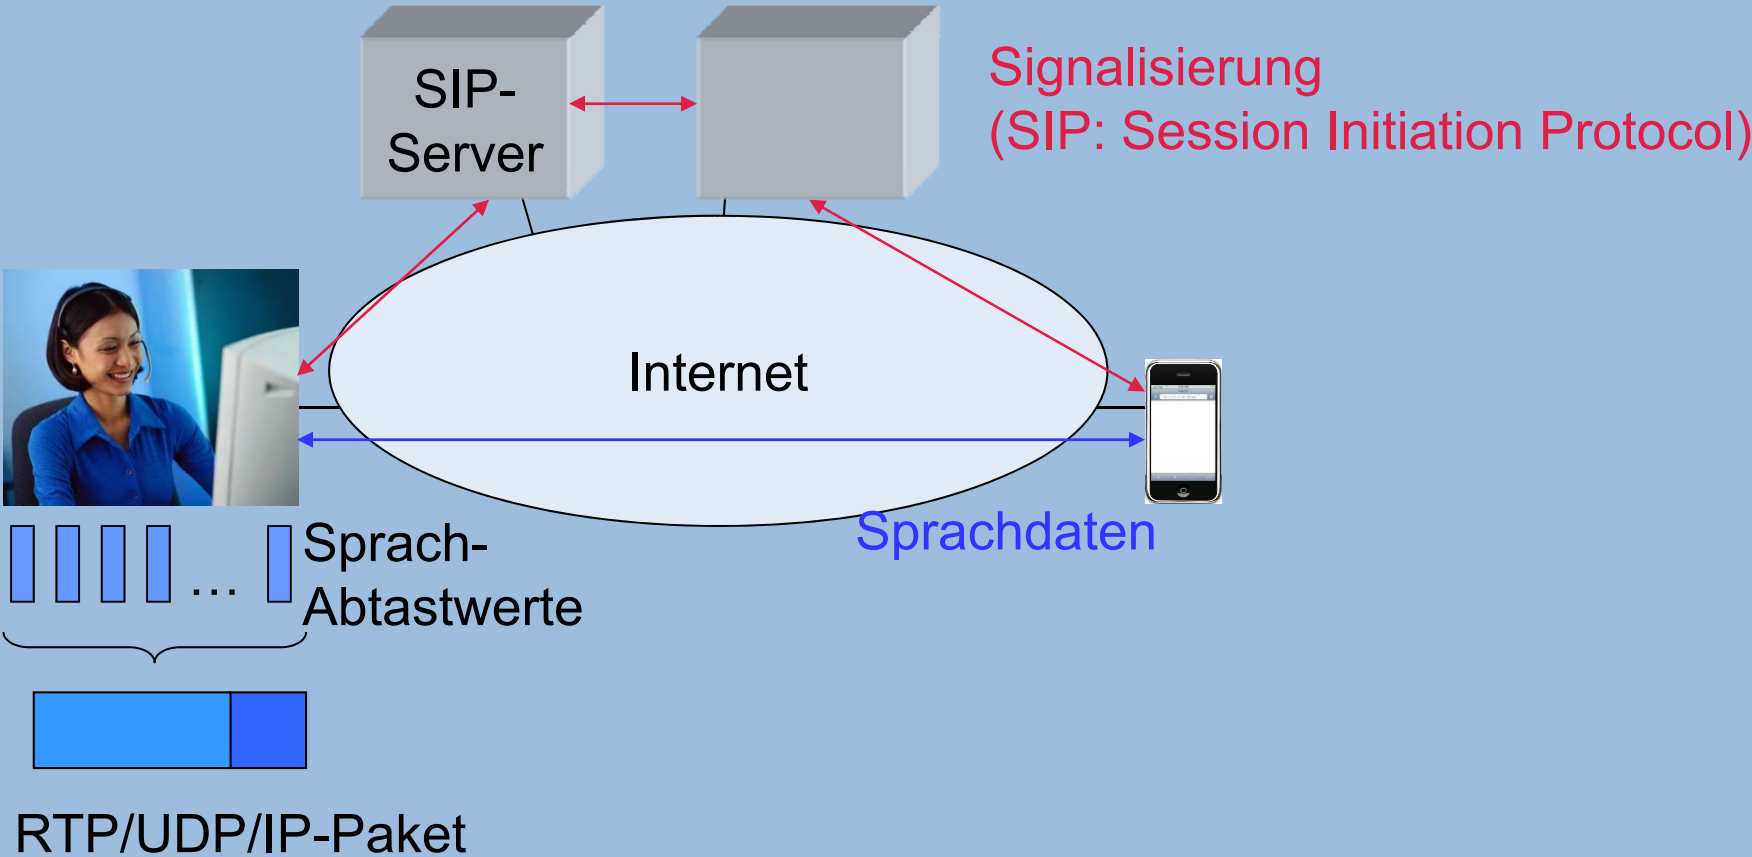 SIP-
Server
Signalisierung
(SIP: Session Initiation Protocol)
Internet
Sprachdaten
Sprach-
Abtastwerte
...
RTP/UDP/IP-Paket